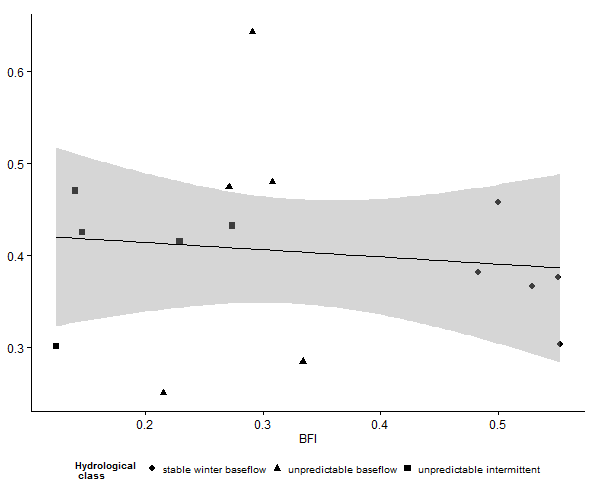 0.6
0.5
0.4
0.3
0.2 0.3 0.4 0.5
BFI
Hydrological
class
stable winter baseflow unpredictable baseflow unpredictable intermittent